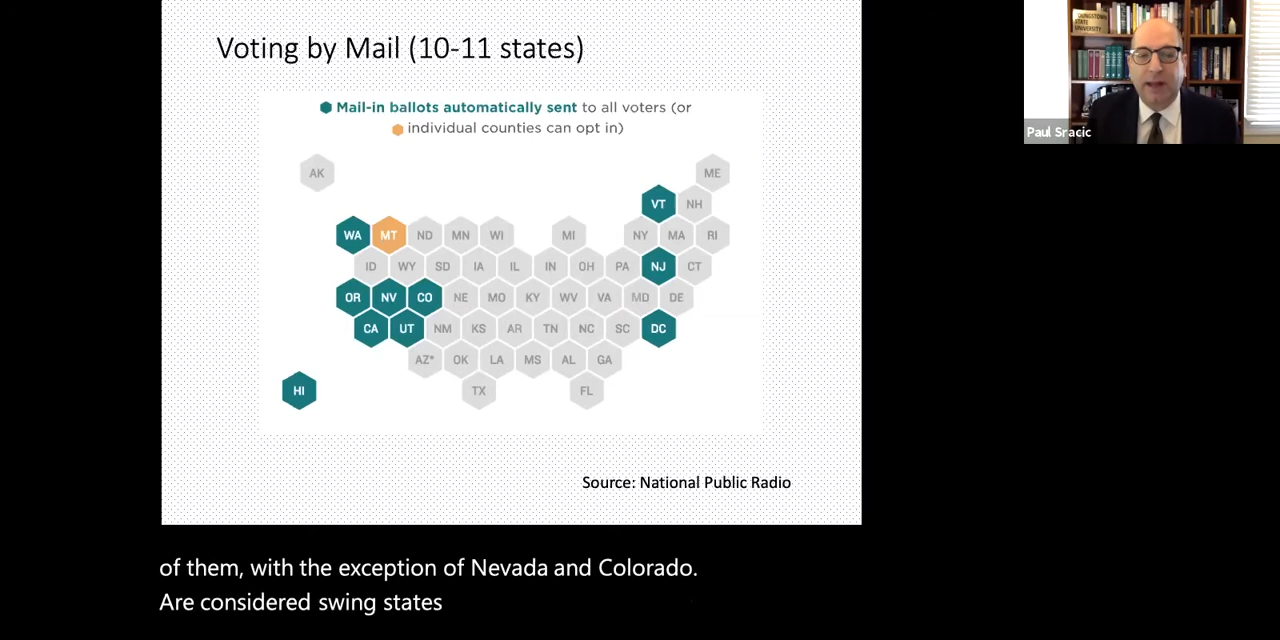 Voting by Mail (10-11 states)
Mail-in ballots automatically sent to all voters (or
individual counties can opt in)
AK
ME
VT
NH
WA
MT
ND
MN
WI
MI
NY
MA
RI
ID
WY
SD
IA
IL
IN
OH
PA
NJ
CT
OR
NV
CO
NE
MO
KY
WV
VA
MD
DE
CA
UT
NM
KS
AR
TN
NC
SC
DC
AZ*
OK
LA
MS
AL
GA
HI
TX
FL
Source: National Public Radio
YOUNGSTOWN
STATE
UNIVERSITY
Paul Sracic
of them, with the exception of Nevada and Colorado.
Are considered swing states